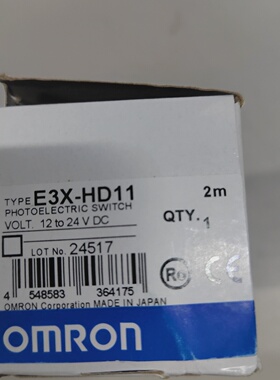 TYPE E3X-HD11 2m
PHOTOELECTRIC SWITCH
VOLT. 12 to 24 V DC QTY. 1
LOT No. 24517
4 548583 364175
OMRON Corporation MADE IN JAPAN
CE
OMRON